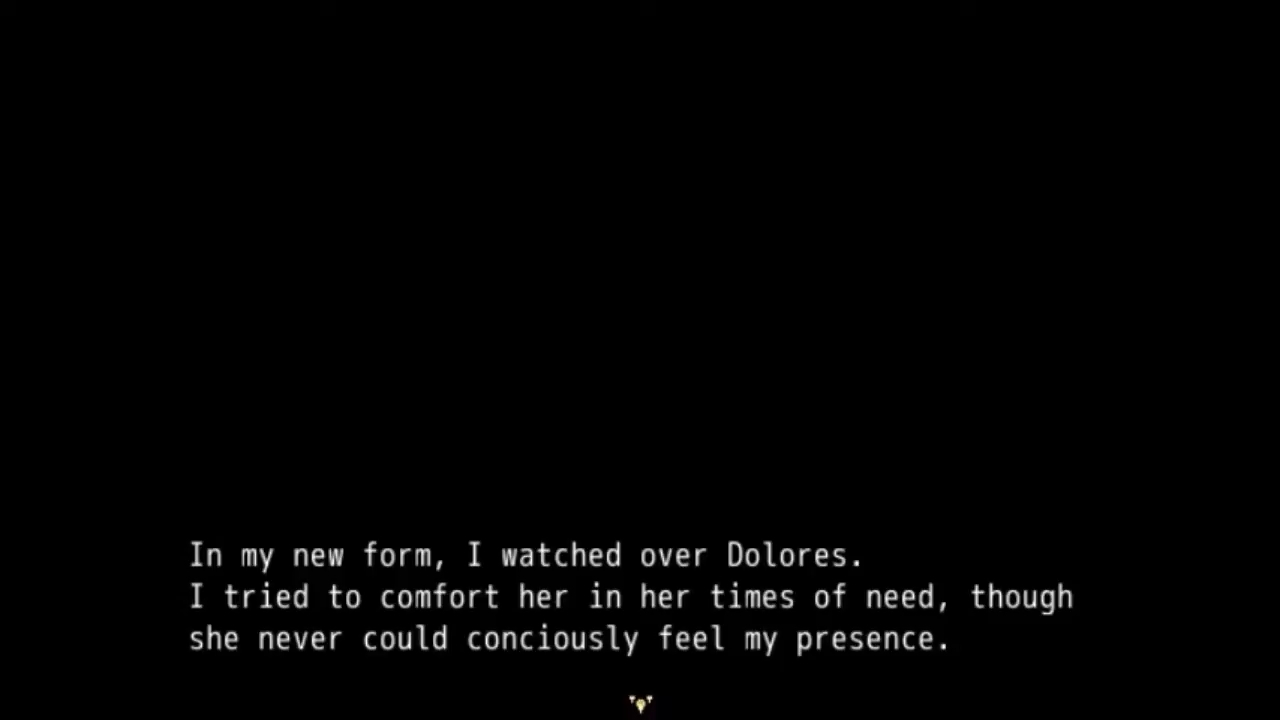 In my new form, I watched over Dolores.
I tried to comfort her in her times of need, though
she never could conciously feel my presence.